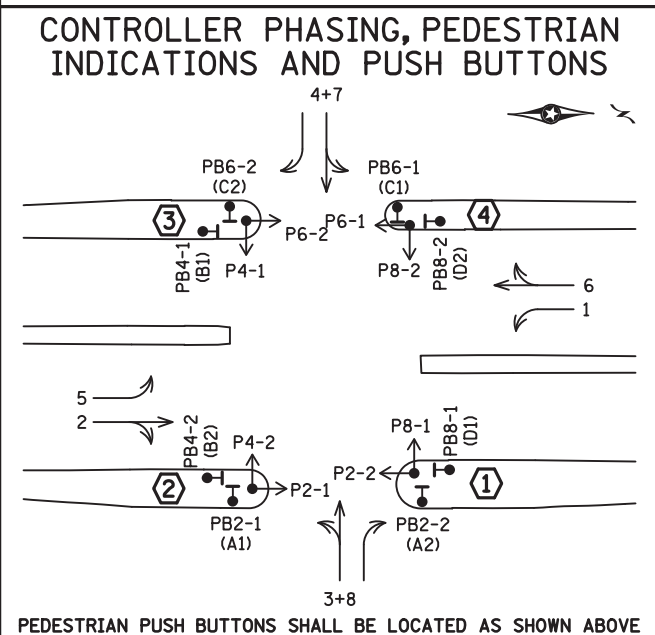 CONTROLLER PHASING, PEDESTRIAN
INDICATIONS AND PUSH BUTTONS
4+7
PB6-2
(C2)
PB6-1
(C1)
3
4
P6-2
P6-1
PB4-1
(B1)
P4-1
P8-2
PB8-2
(D2)
6
1
5
2
PB4-2
(B2)
P4-2
P8-1
PB8-1
(D1)
2
P2-1
P2-2
1
PB2-1
(A1)
PB2-2
(A2)
3+8
PEDESTRIAN PUSH BUTTONS SHALL BE LOCATED AS SHOWN ABOVE